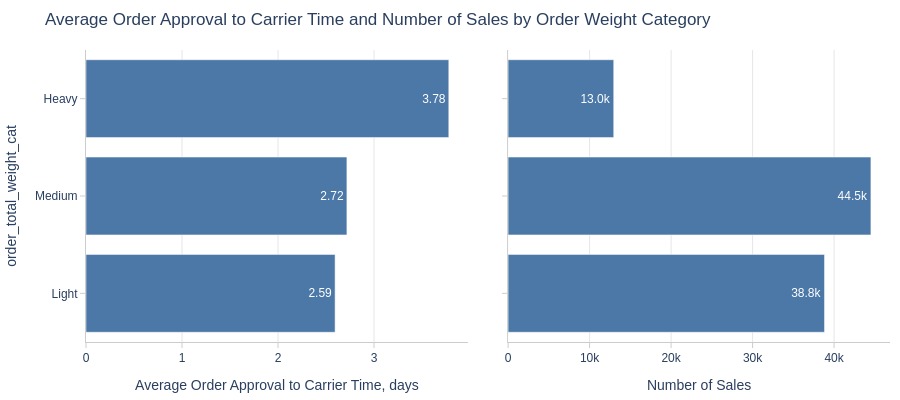 Average Order Approval to Carrier Time and Number of Sales by Order Weight Category
order_total_weight_cat
Heavy
Medium
Light
3.78
2.72
2.59
0 1 2 3
Average Order Approval to Carrier Time, days
13.0k
44.5k
38.8k
0 10k 20k 30k 40k
Number of Sales